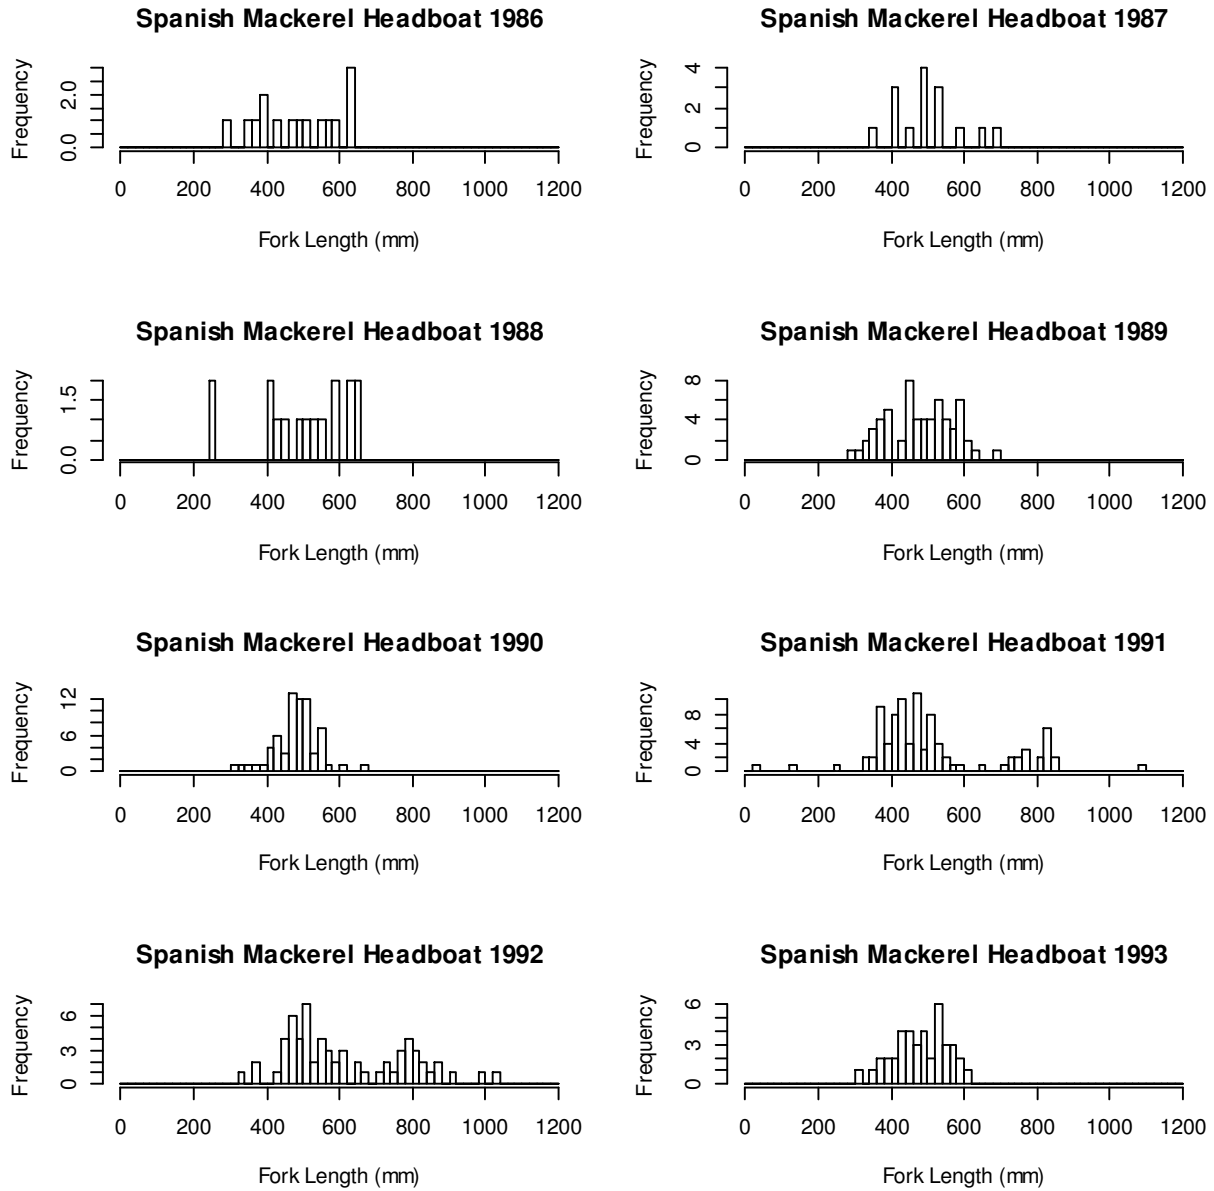 Spanish Mackerel Headboat 1986
Frequency
0.0 2.0
0 200 400 600 800 1000 1200
Fork Length (mm)
Spanish Mackerel Headboat 1987
Frequency
0 2 4
0 200 400 600 800 1000 1200
Fork Length (mm)
Spanish Mackerel Headboat 1988
Frequency
0.0 1.5
0 200 400 600 800 1000 1200
Fork Length (mm)
Spanish Mackerel Headboat 1989
Frequency
0 4 8
0 200 400 600 800 1000 1200
Fork Length (mm)
Spanish Mackerel Headboat 1990
Frequency
0 6 12
0 200 400 600 800 1000 1200
Fork Length (mm)
Spanish Mackerel Headboat 1991
Frequency
0 4 8
0 200 400 600 800 1000 1200
Fork Length (mm)
Spanish Mackerel Headboat 1992
Frequency
0 3 6
0 200 400 600 800 1000 1200
Fork Length (mm)
Spanish Mackerel Headboat 1993
Frequency
0 3 6
0 200 400 600 800 1000 1200
Fork Length (mm)